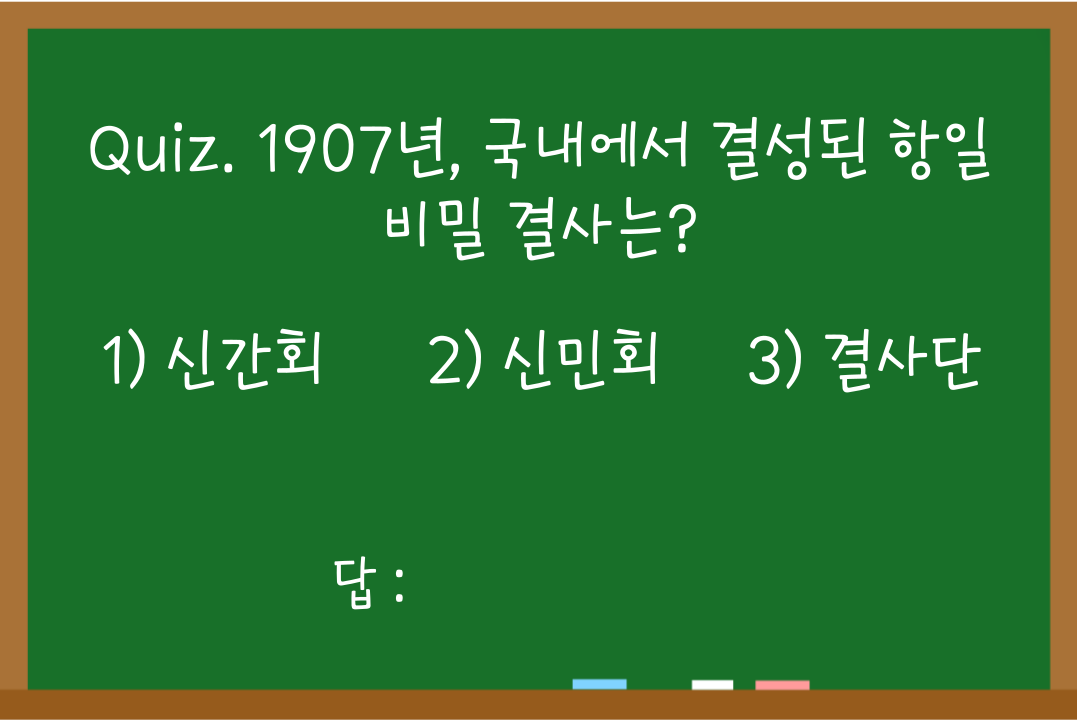 Quiz. 1907년, 국내에서 결성된 항일
비밀 결사는?
1) 신간회 2) 신민회 3) 결사단
답 :